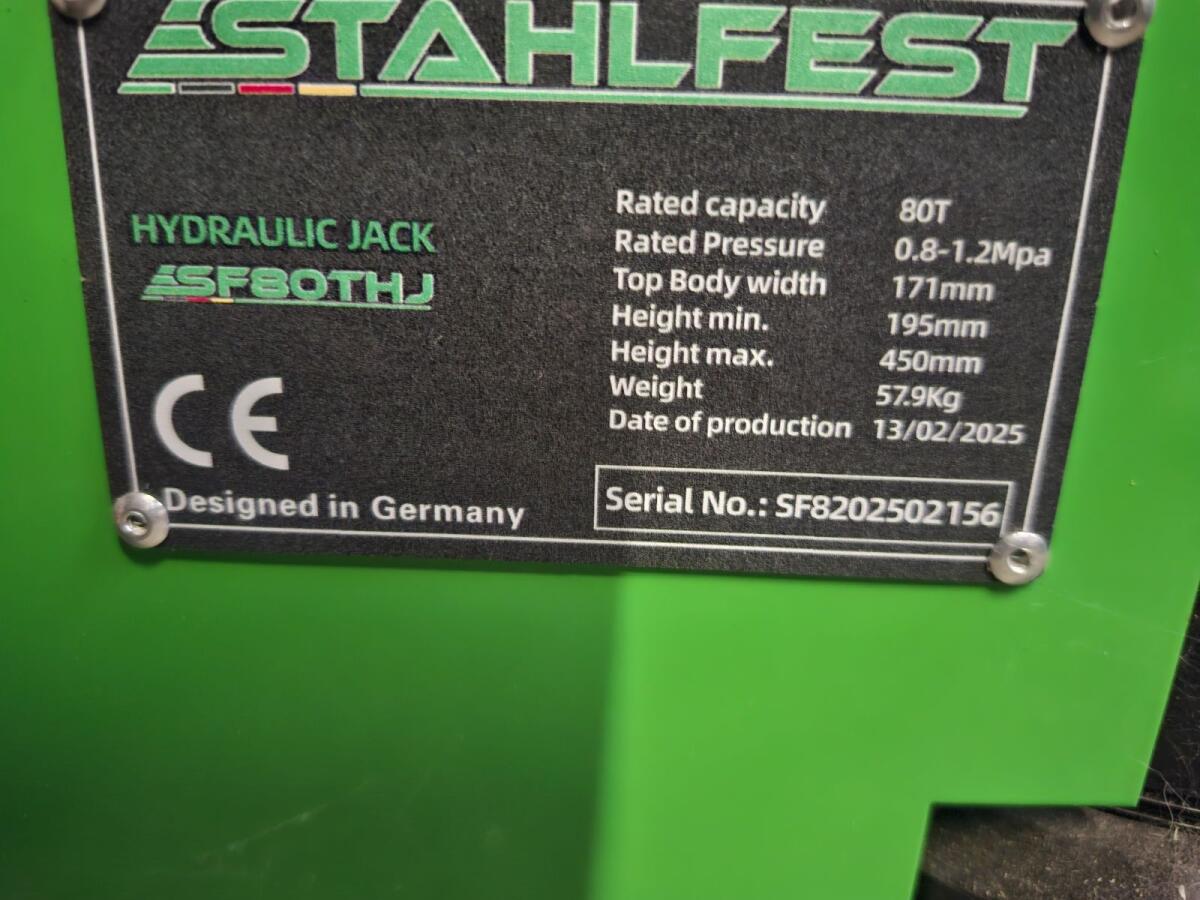 STAHLFEST
HYDRAULIC JACK
SF80THJ
Rated capacity 80T
Rated Pressure 0.8-1.2Mpa
Top Body width 171mm
Height min. 195mm
Height max. 450mm
Weight 57.9Kg
Date of production 13/02/2025
CE
Designed in Germany
Serial No.: SF8202502156